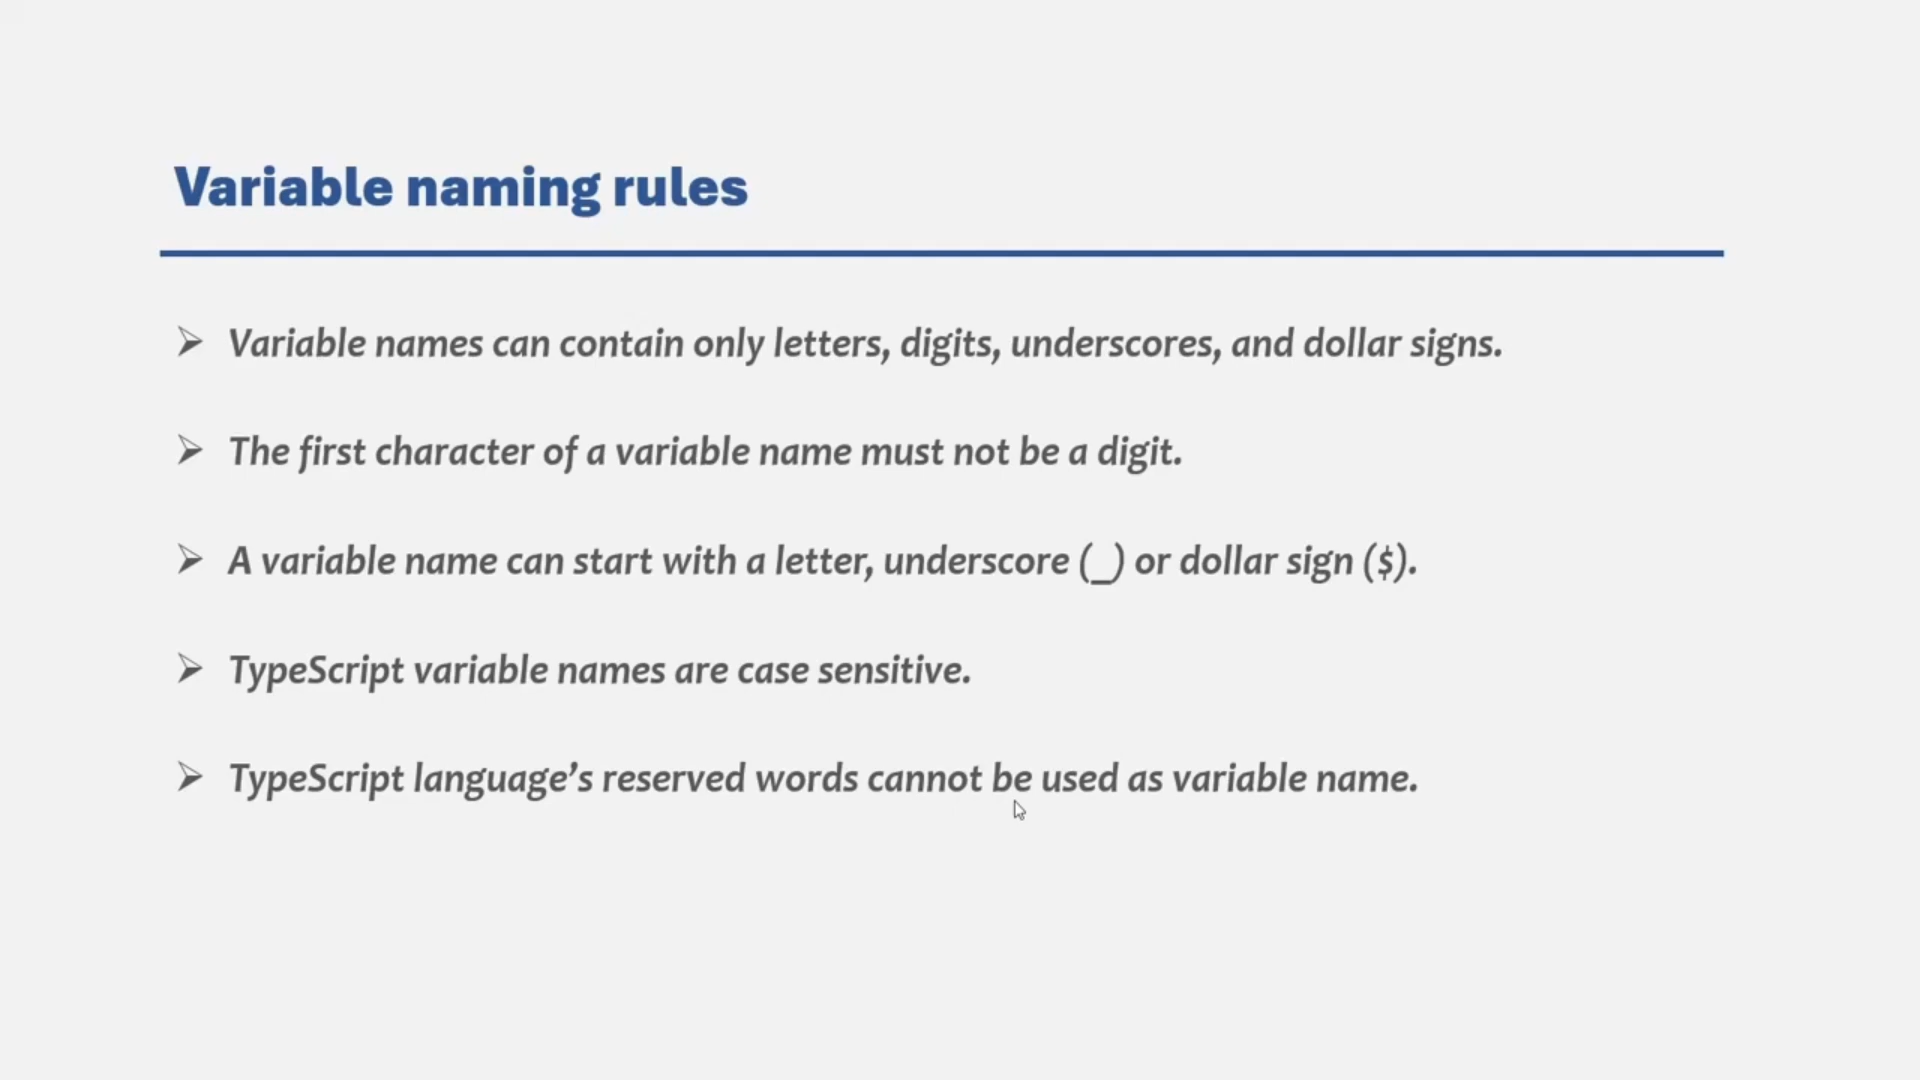 Variable naming rules
Variable names can contain only letters, digits, underscores, and dollar signs.
The first character of a variable name must not be a digit.
A variable name can start with a letter, underscore (_) or dollar sign ($).
TypeScript variable names are case sensitive.
TypeScript language’s reserved words cannot be used as variable name.